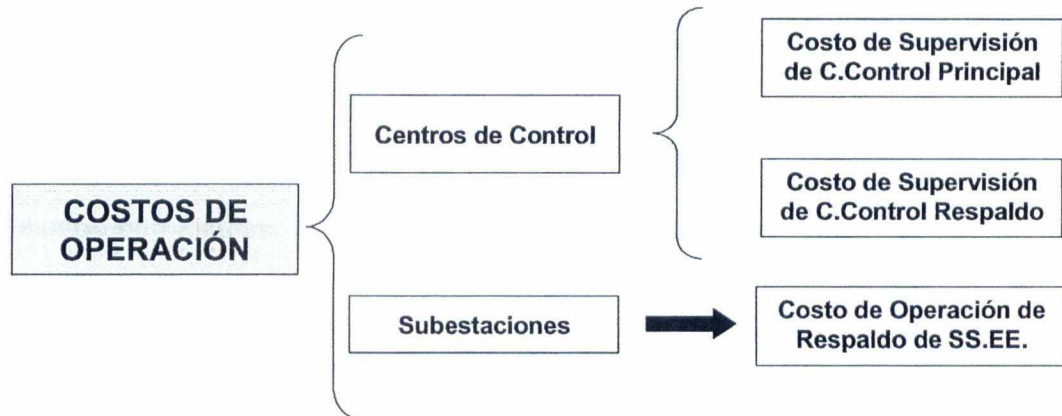 Costo de Supervisión
de C.Control Principal
Centros de Control
Costo de Supervisión
de C.Control Respaldo
COSTOS DE
OPERACIÓN
Subestaciones
Costo de Operación de
Respaldo de SS.EE.